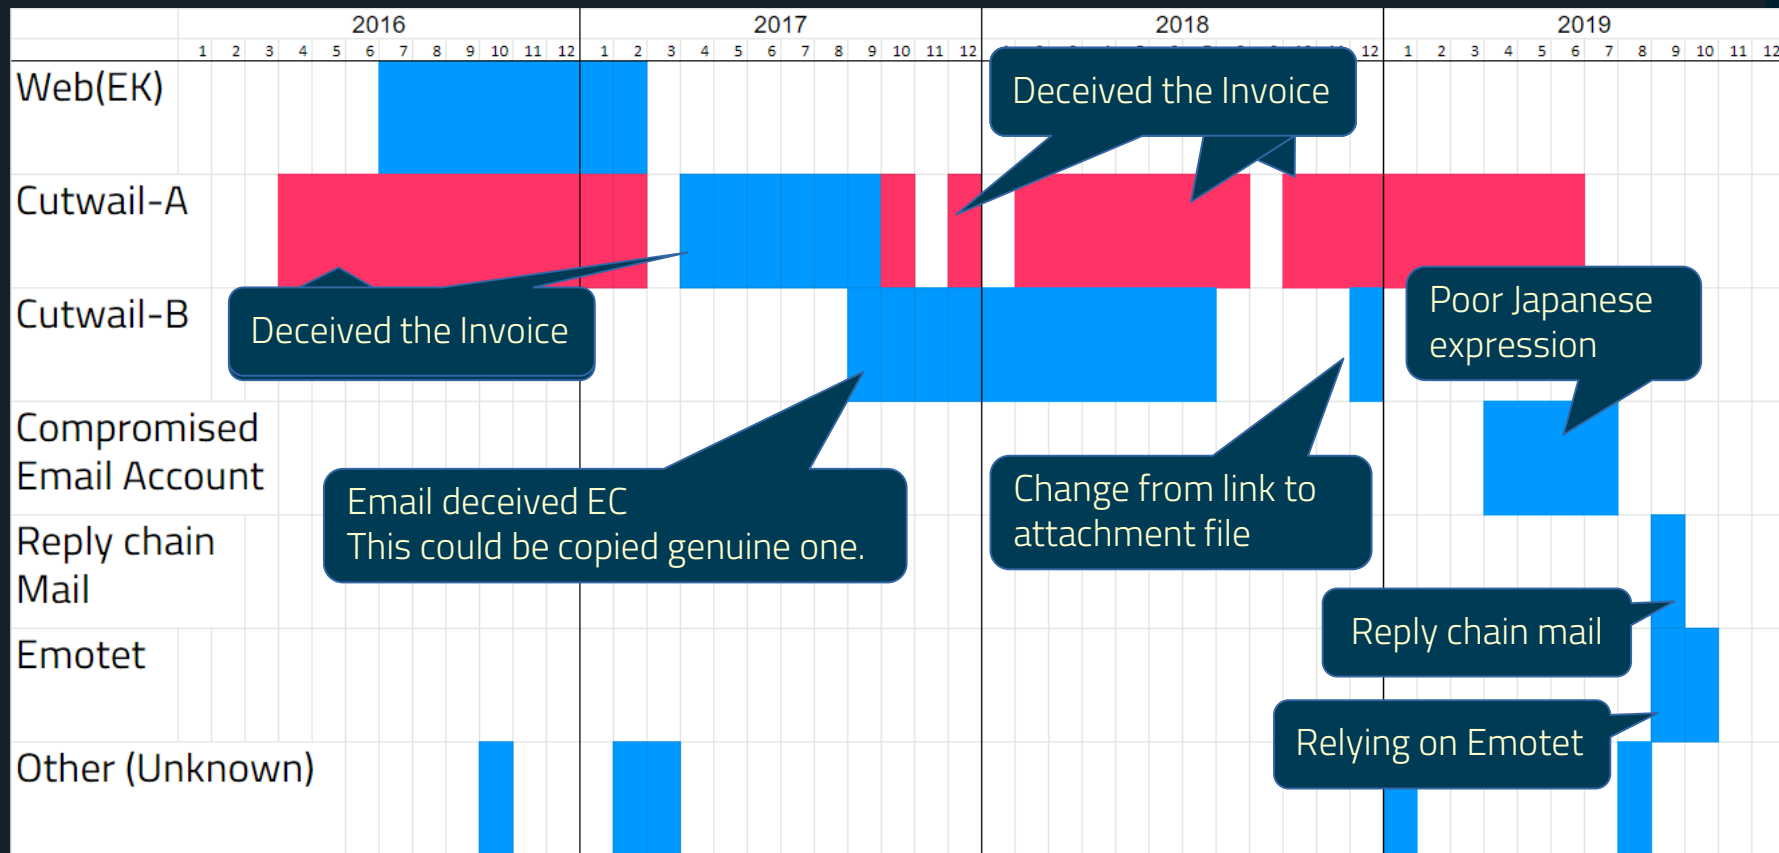 2016 2017 2018 2019
1 2 3 4 5 6 7 8 9 10 11 12 1 2 3 4 5 6 7 8 9 10 11 12 12 1 2 3 4 5 6 7 8 9 10 11 12
Web(EK)
Deceived the Invoice
Cutwail-A
Cutwail-B
Deceived the Invoice
Poor Japanese
expression
Compromised
Email Account
Email deceived EC
This could be copied genuine one.
Change from link to
attachment file
Reply chain
Mail
Reply chain mail
Emotet
Relying on Emotet
Other (Unknown)